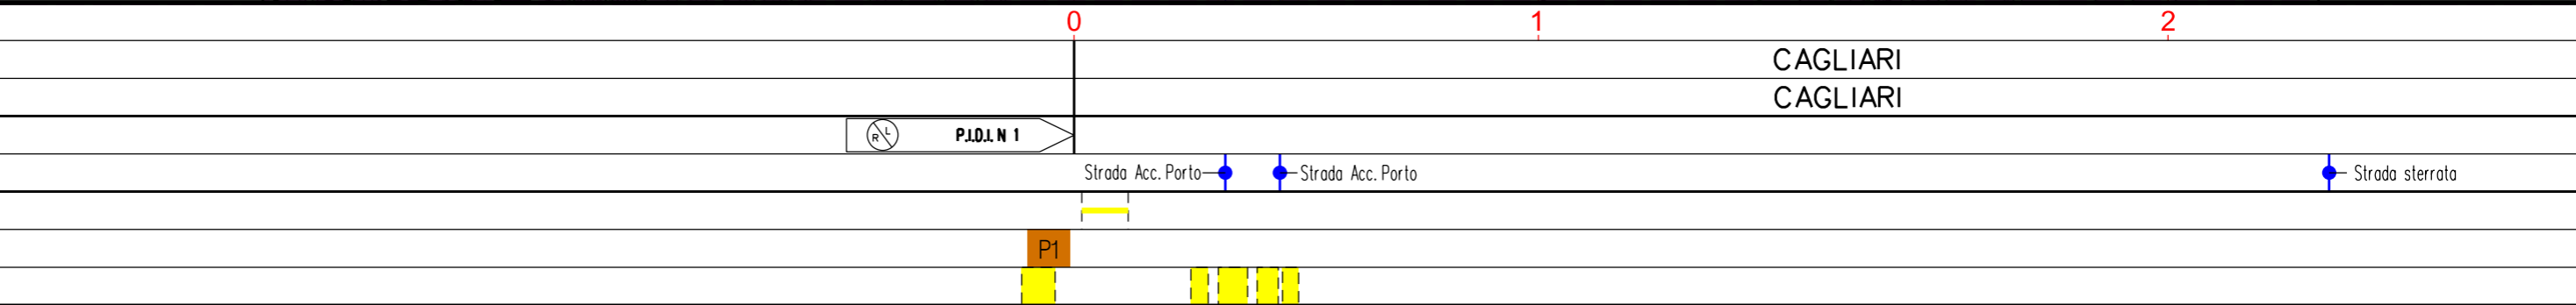 0 1 2
CAGLIARI
CAGLIARI
R L P.I.D.I. N 1
Strada Acc. Porto Strada Acc. Porto Strada sterrata
P1